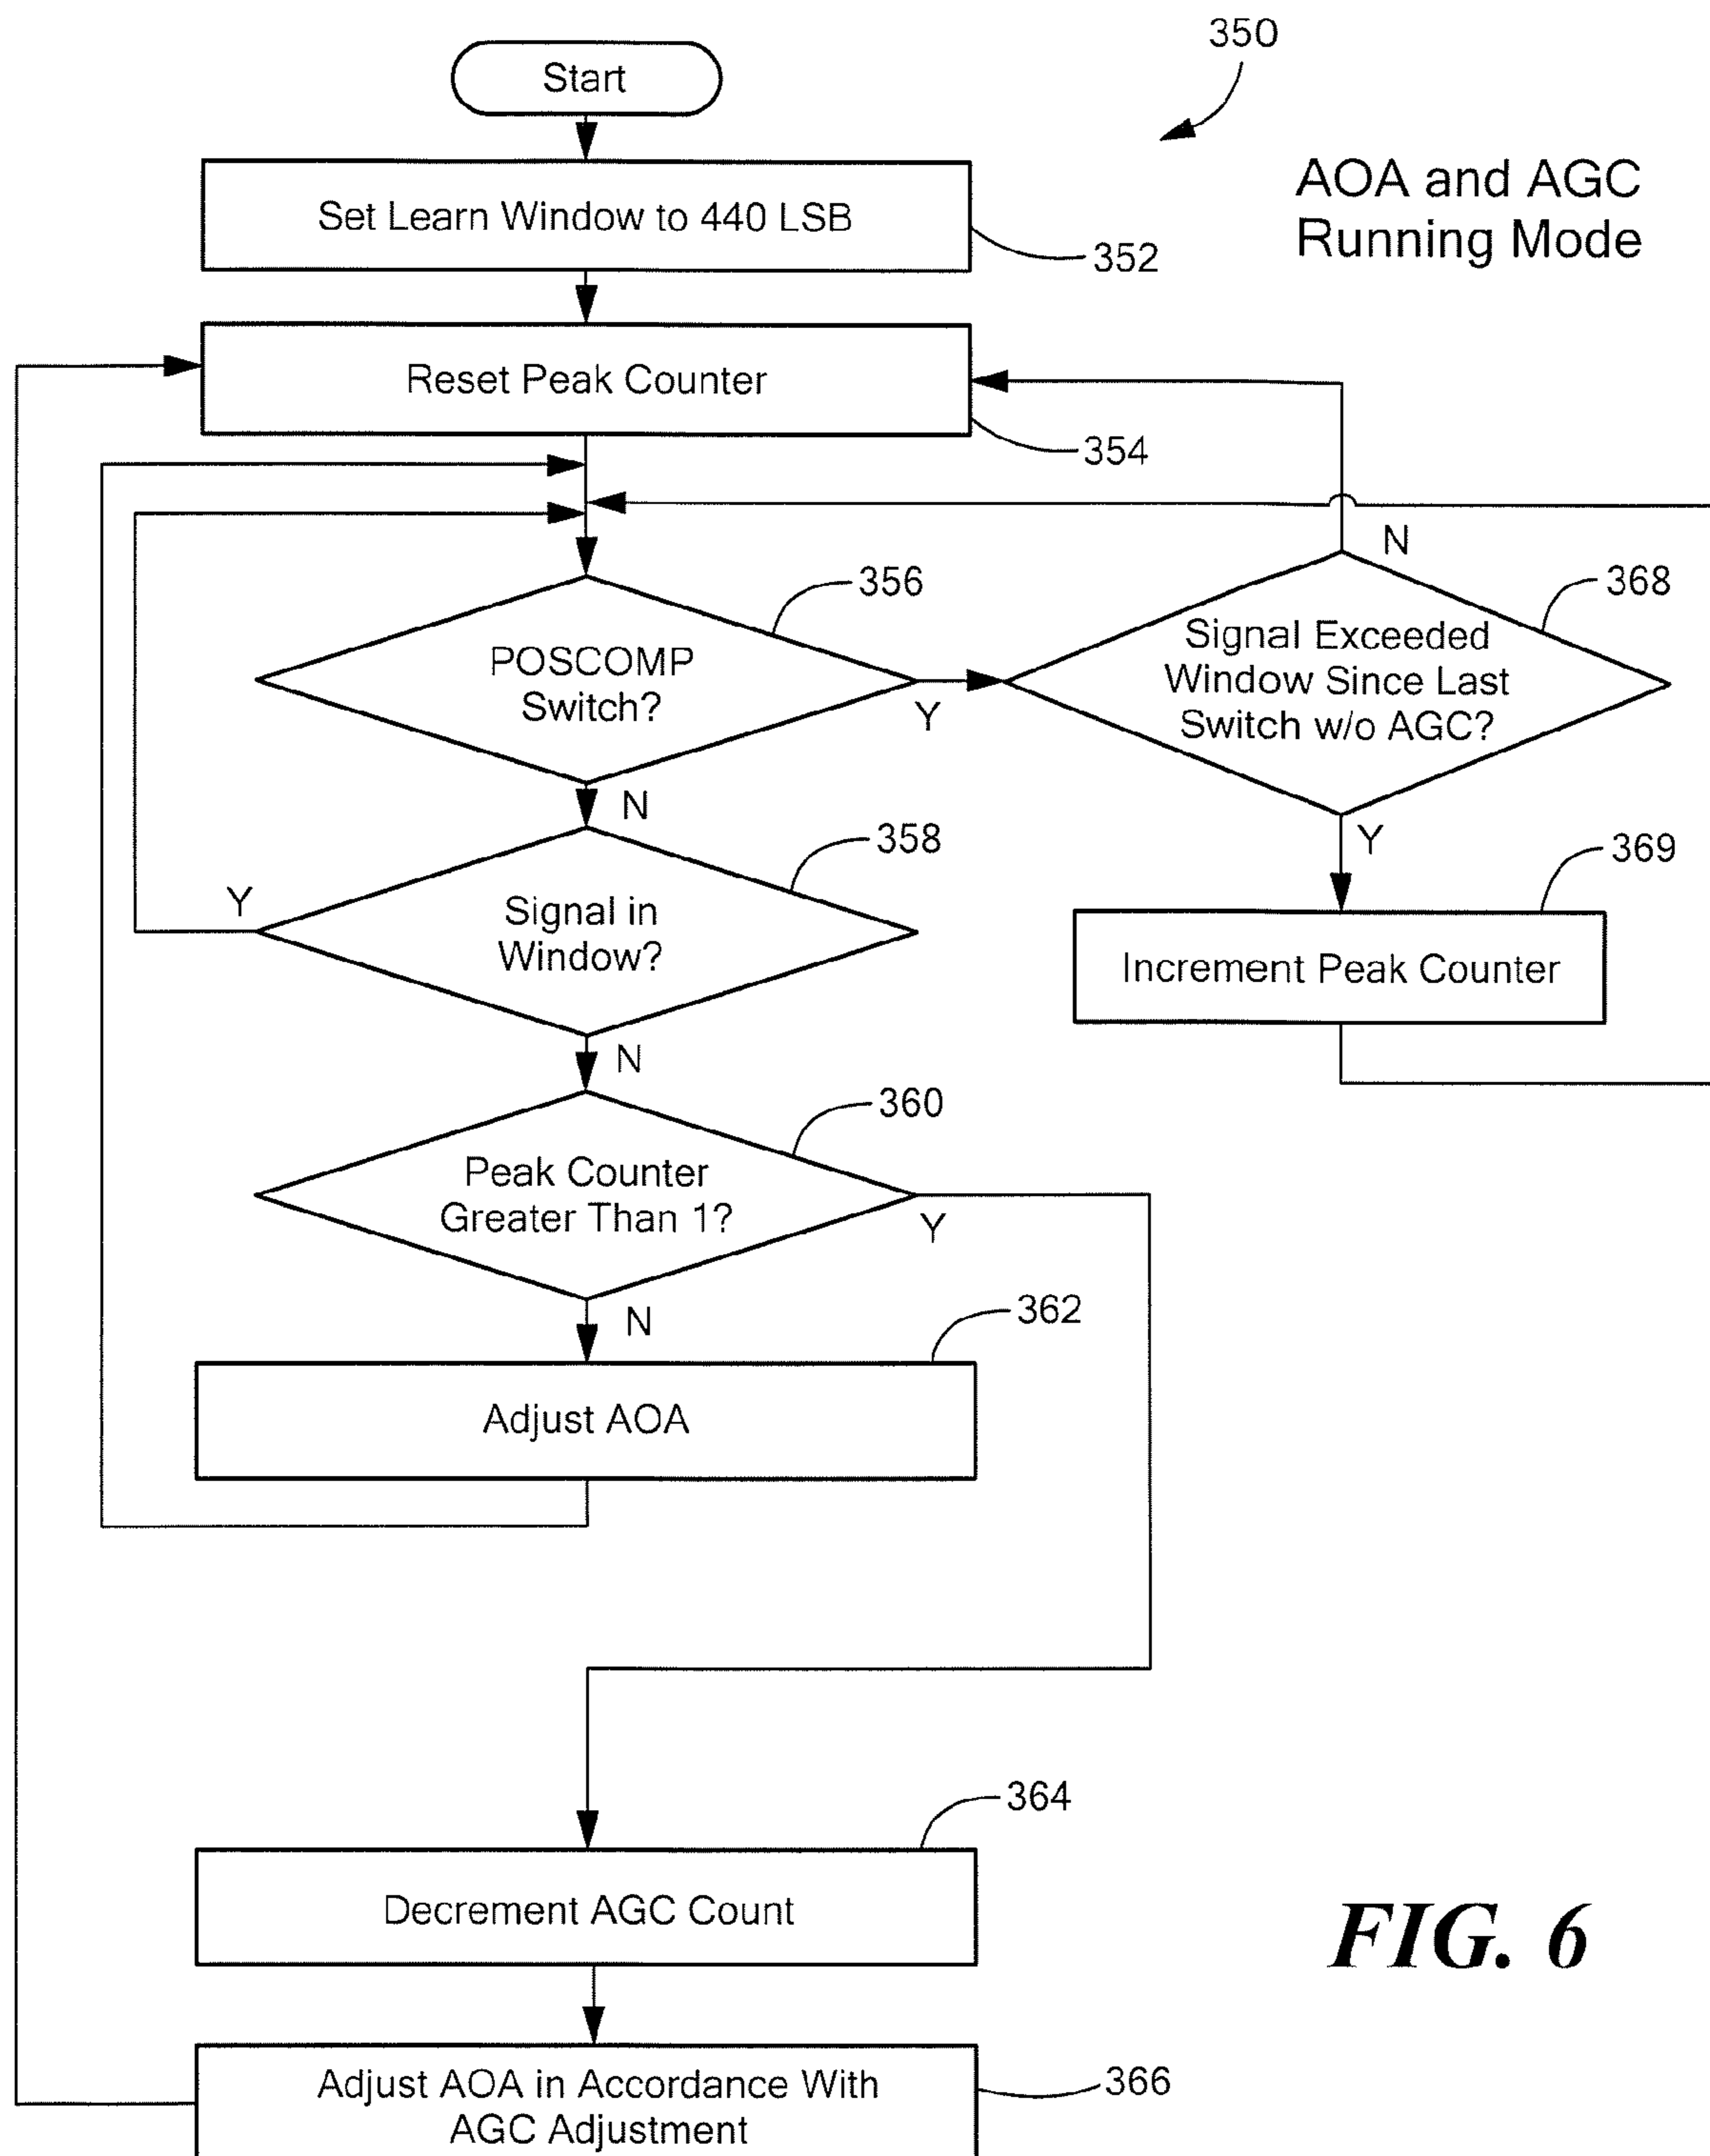 350
Start
AOA and AGC
Running Mode
Set Learn Window to 440 LSB
352
Reset Peak Counter
354
356
POSCOMP
Switch?
Y
N
368
Signal Exceeded
Window Since Last
Switch w/o AGC?
N
Y
358
Signal in
Window?
Y
N
369
Increment Peak Counter
360
Peak Counter
Greater Than 1?
Y
N
362
Adjust AOA
364
Decrement AGC Count
366
Adjust AOA in Accordance With
AGC Adjustment
FIG. 6